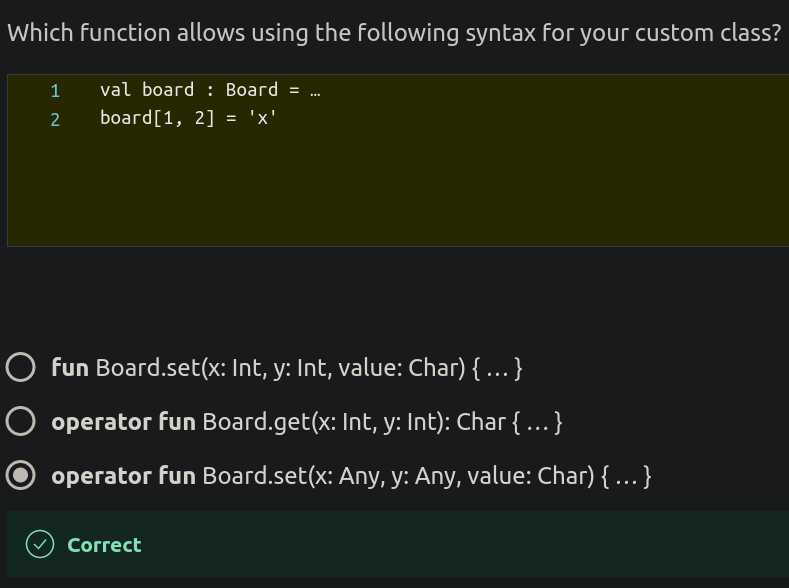 Which function allows using the following syntax for your custom class?
1 val board : Board = …
2 board[1, 2] = 'x'
fun Board.set(x: Int, y: Int, value: Char) { … }
operator fun Board.get(x: Int, y: Int): Char { … }
operator fun Board.set(x: Any, y: Any, value: Char) { … }
Correct